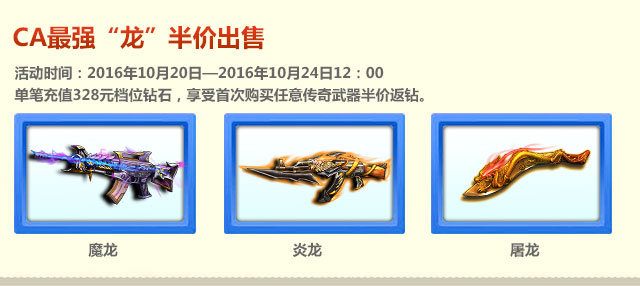 CA最强“龙”半价出售
活动时间：2016年10月20日—2016年10月24日12：00
单笔充值328元档位钻石，享受首次购买任意传奇武器半价返钻。
魔龙
炎龙
屠龙